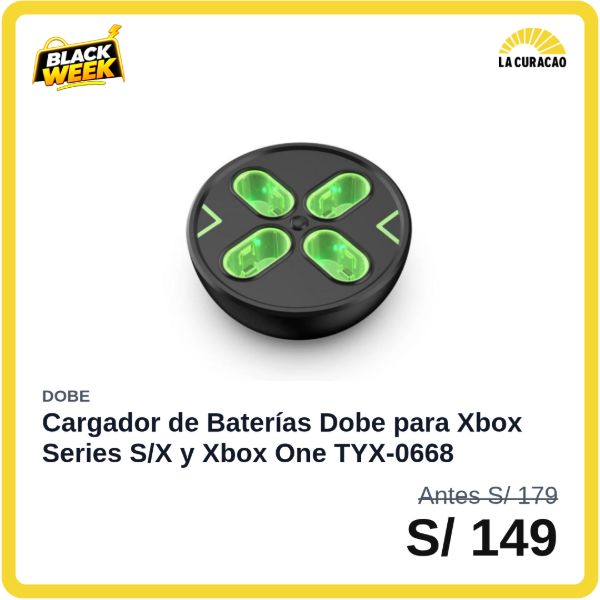 BLACK
WEEK
LA CURACAO
DOBE
Cargador de Baterías Dobe para Xbox
Series S/X y Xbox One TYX-0668
Antes S/ 179
S/ 149